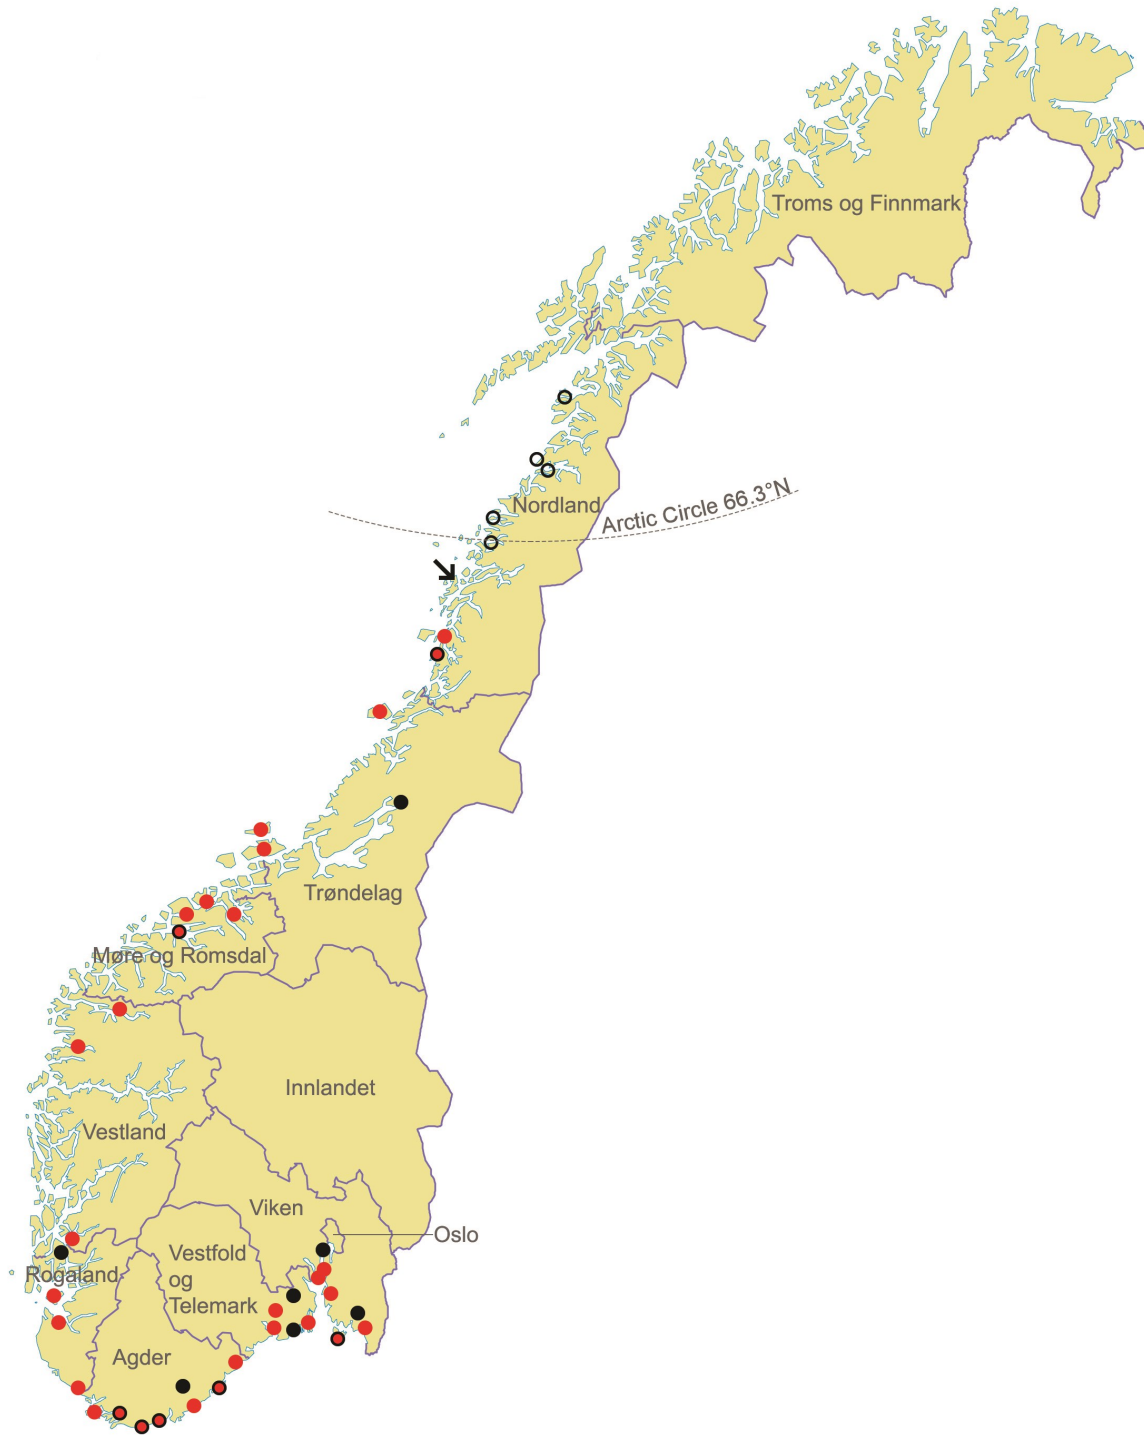 Troms og Finnmark
Nordland
Arctic Circle 66.3°N
Trøndelag
Møre og Romsdal
Innlandet
Vestland
Viken
Oslo
Vestfold
og
Telemark
Rogaland
Agder